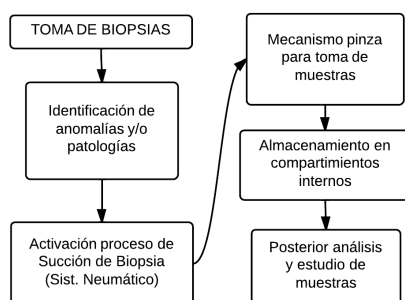 TOMA DE BIOPSIAS
Identificación de
anomalías y/o
patologías
Activación proceso de
Succión de Biopsia
(Sist. Neumático)
Mecanismo pinza
para toma de
muestras
Almacenamiento en
compartimientos
internos
Posterior análisis
y estudio de
muestras